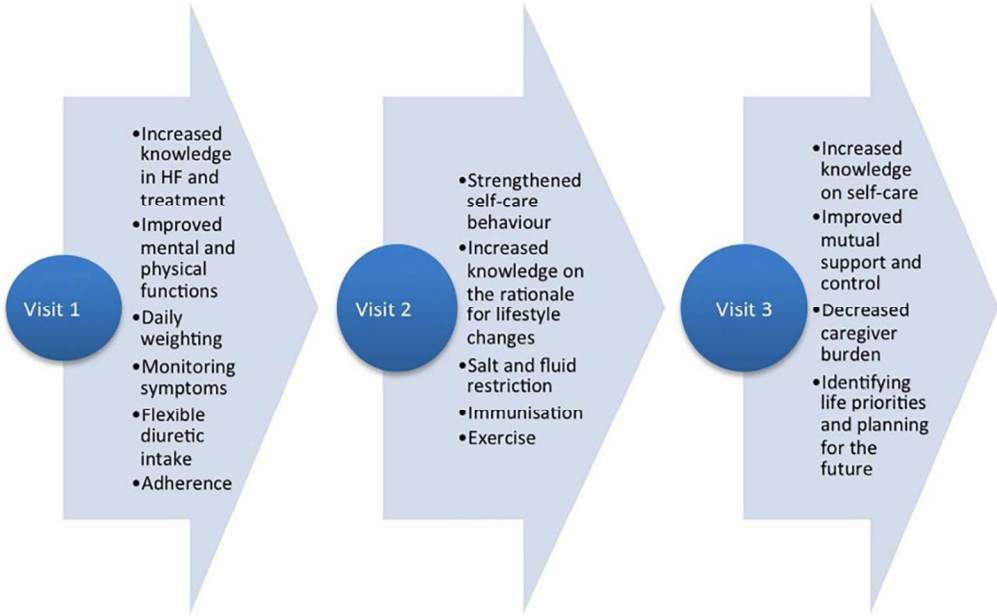 Visit 1
•Increased
knowledge
in HF and
treatment
•Improved
mental and
physical
functions
•Daily
weighting
•Monitoring
symptoms
•Flexible
diuretic
intake
•Adherence
Visit 2
•Strengthened
self-care
behaviour
•Increased
knowledge on
the rationale
for lifestyle
changes
•Salt and fluid
restriction
•Immunisation
•Exercise
Visit 3
•Increased
knowledge
on self-care
•Improved
mutual
support and
control
•Decreased
caregiver
burden
•Identifying
life priorities
and planning
for the
future